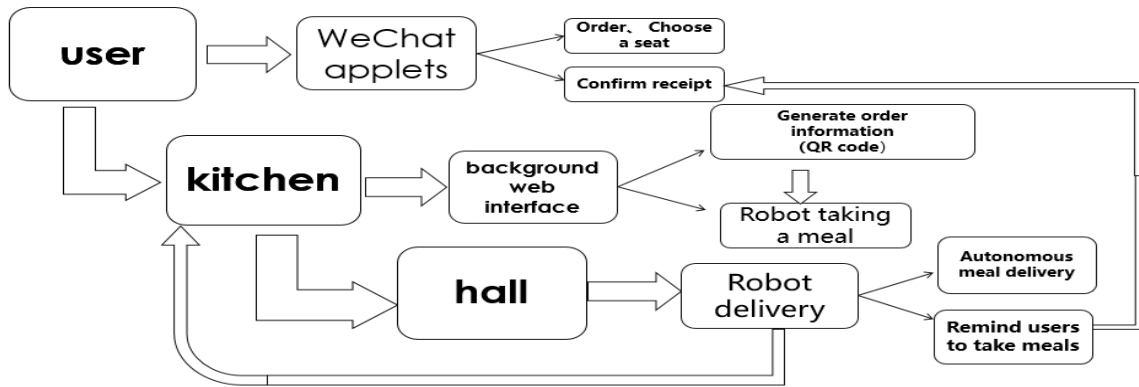 user
WeChat
applets
Order、 Choose
a seat
Confirm receipt
kitchen
background
web
interface
Generate order
information
(QR code）
Robot taking
a meal
hall
Robot
delivery
Autonomous
meal delivery
Remind users
to take meals